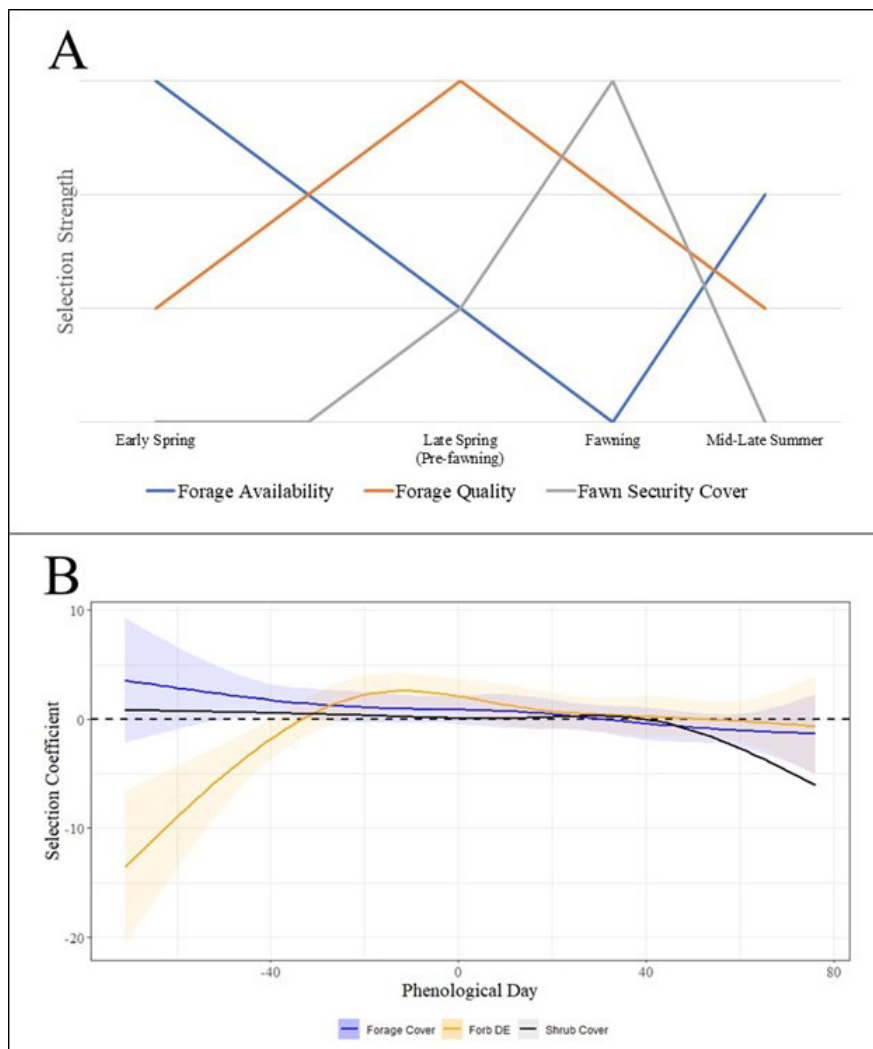 A
Selection Strength
Early Spring
Late Spring
(Pre-fawning)
Fawning
Mid-Late Summer
Forage Availability
Forage Quality
Fawn Security Cover
B
10
0
-10
-20
Selection Coefficient
-40
0
40
80
Phenological Day
Forage Cover
Forb DE
Shrub Cover